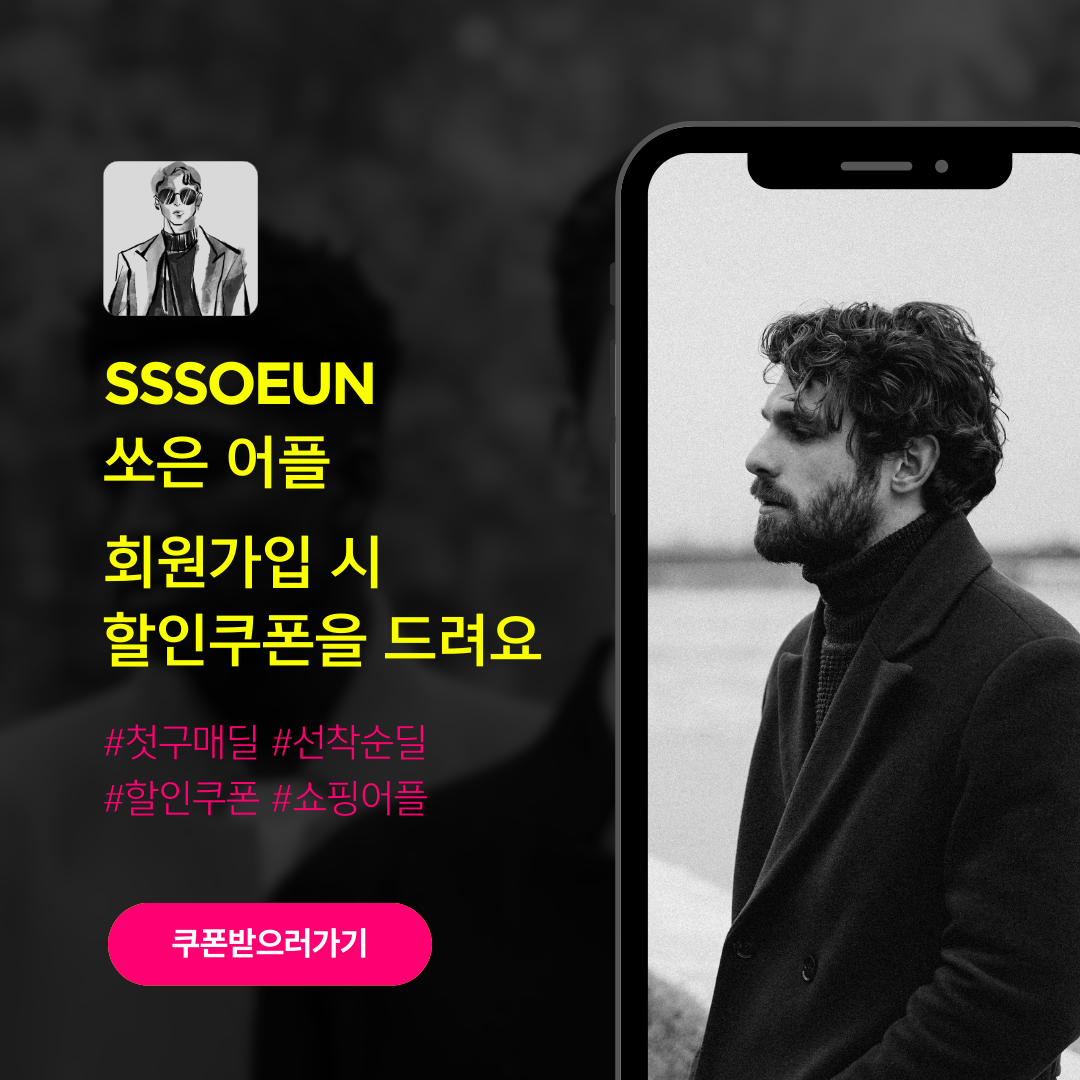 SSSOEUN
쏘은 어플
회원가입 시
할인쿠폰을 드려요
#첫구매딜 #선착순딜
#할인쿠폰 #쇼핑어플
쿠폰받으러가기